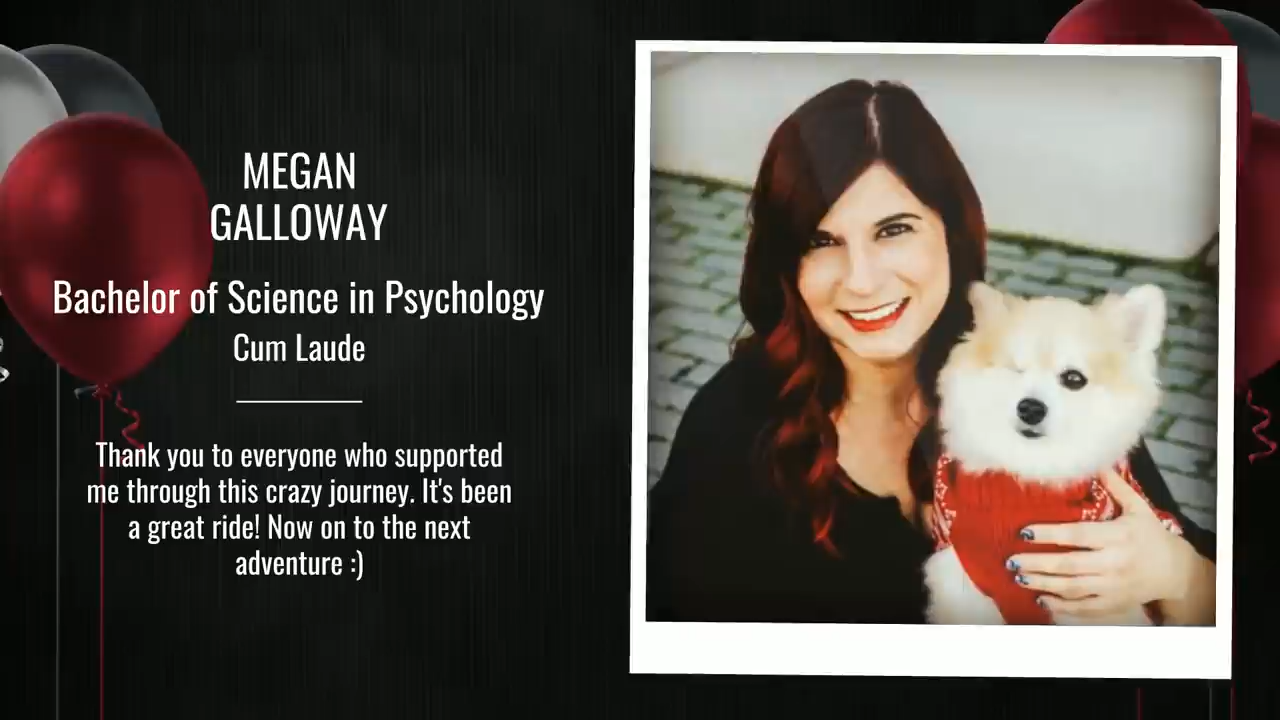 MEGAN
GALLOWAY
Bachelor of Science in Psychology
Cum Laude
Thank you to everyone who supported
me through this crazy journey. It's been
a great ride! Now on to the next
adventure :)